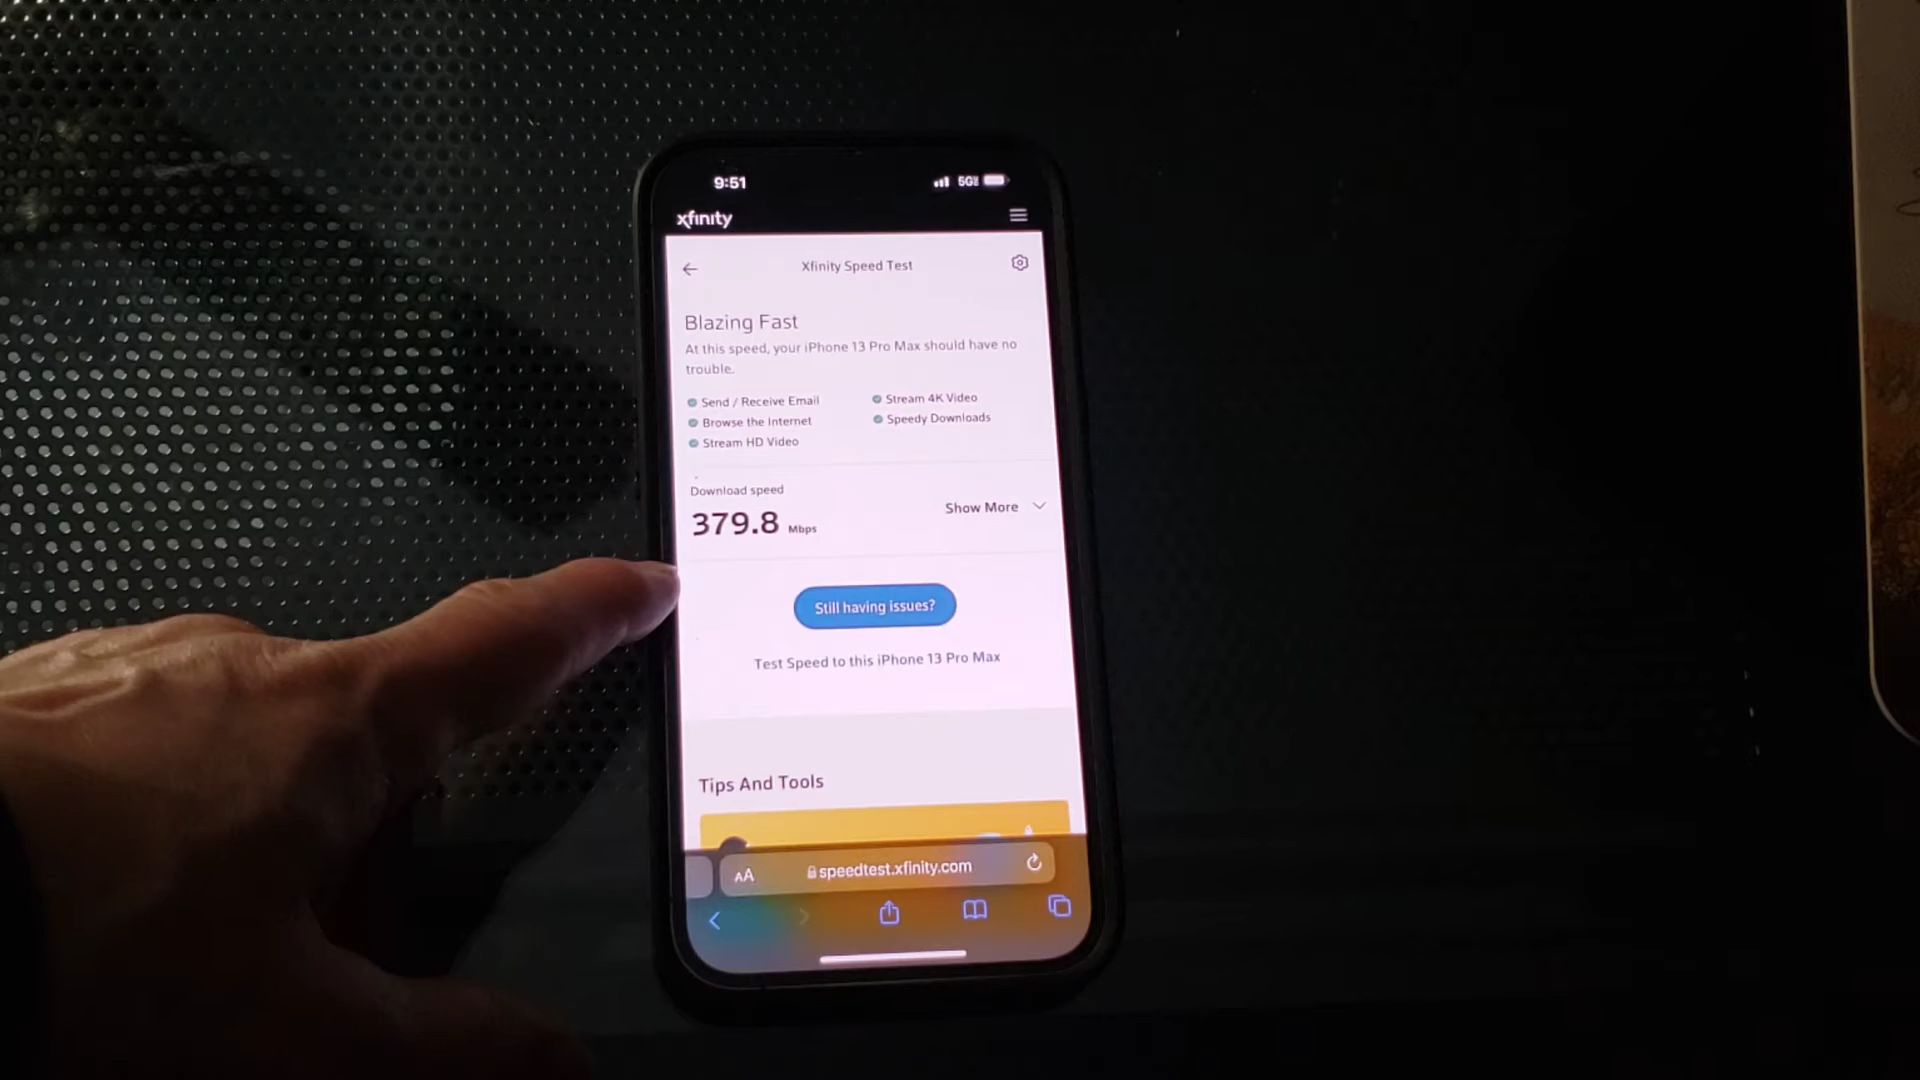 9:51
xfinity
Xfinity Speed Test
Blazing Fast
At this speed, your iPhone 13 Pro Max should have no
trouble.
Send / Receive Email
Stream 4K Video
Browse the Internet
Speedy Downloads
Stream HD Video
Download speed
379.8 Mbps
Show More
Still having issues?
Test Speed to this iPhone 13 Pro Max
Tips And Tools
AA
speedtest.xfinity.com